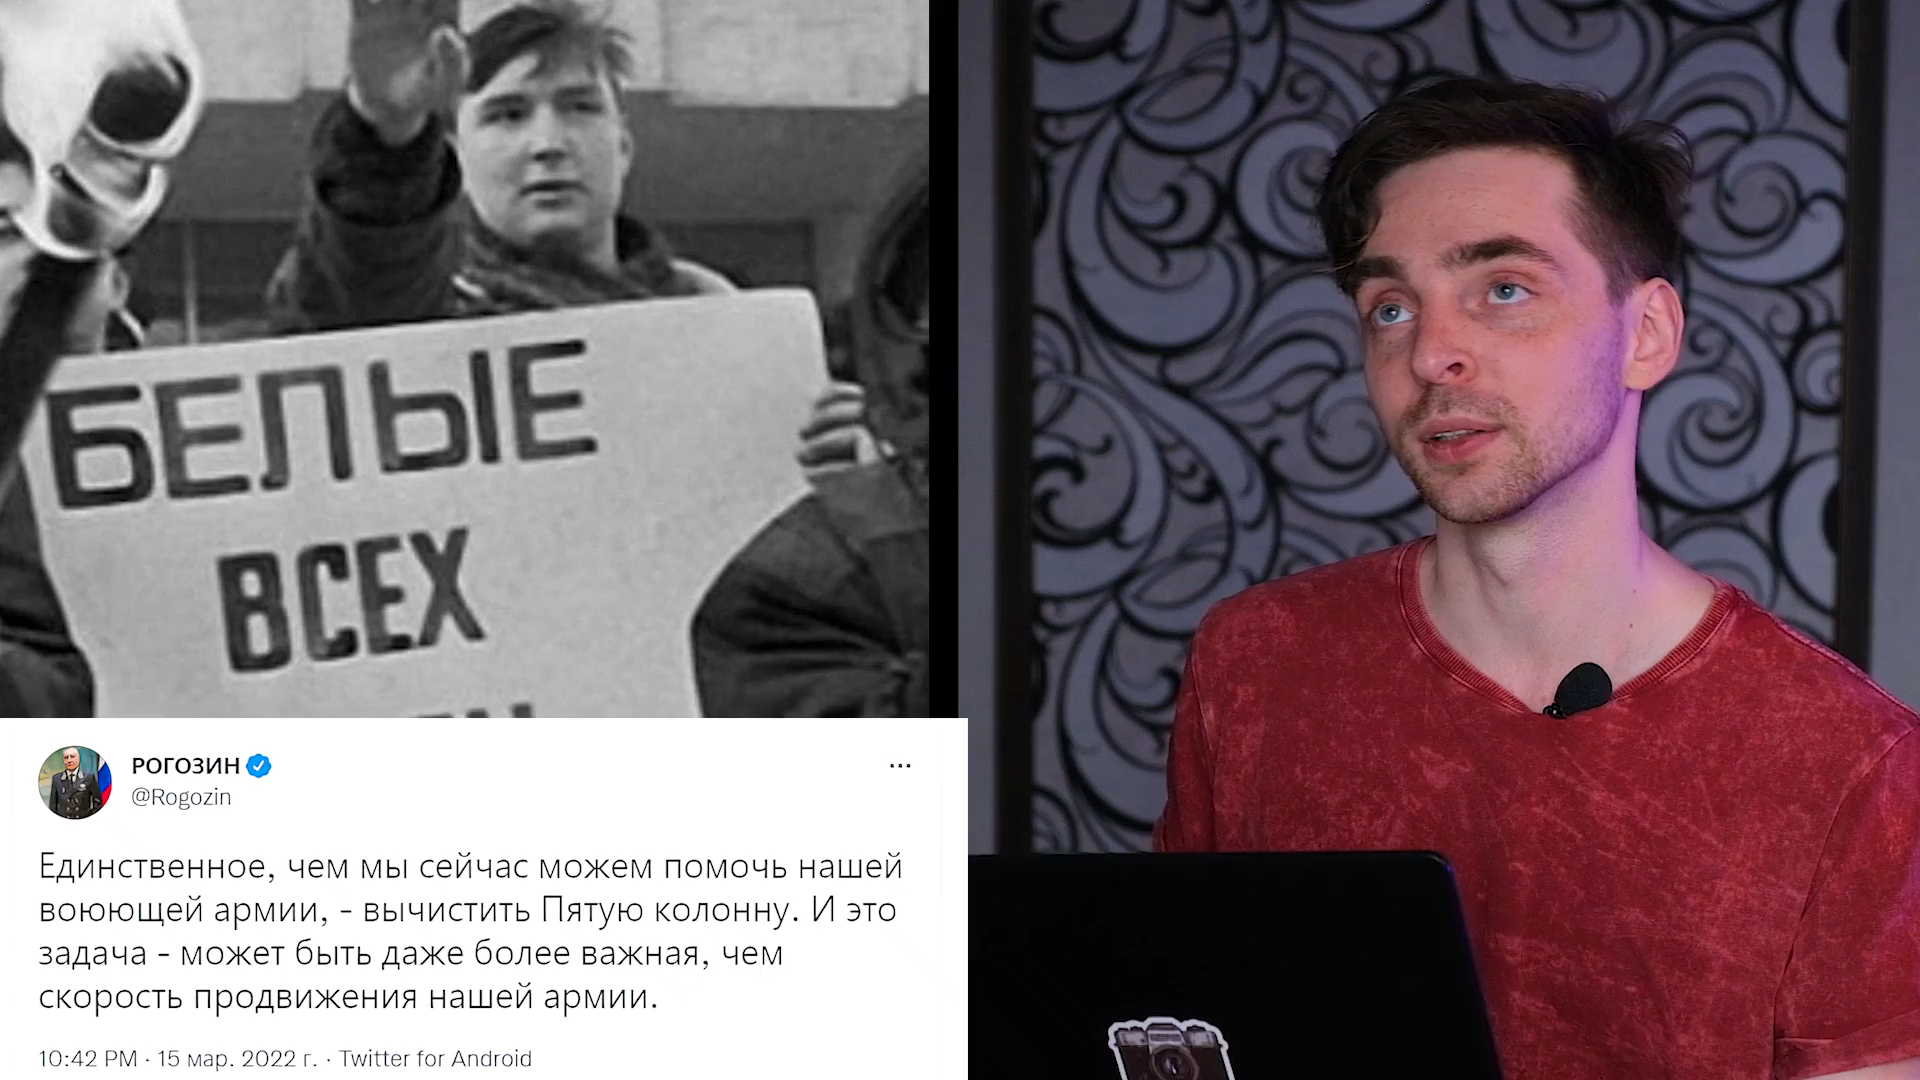 БЕЛЫЕ
ВСЕХ
РОГОЗИН
@Rogozin
Единственное, чем мы сейчас можем помочь нашей
воюющей армии, - вычистить Пятую колонну. И это
задача - может быть даже более важная, чем
скорость продвижения нашей армии.
10:42 PM · 15 мар. 2022 г. · Twitter for Android